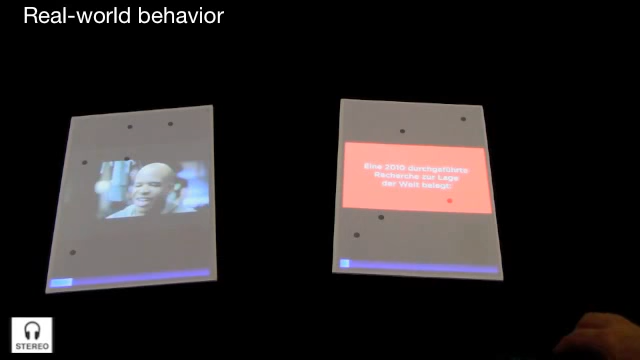 Real-world behavior
Eine 2010 durchgeführte
Recherche zur Lage
der Welt belegt:
STEREO